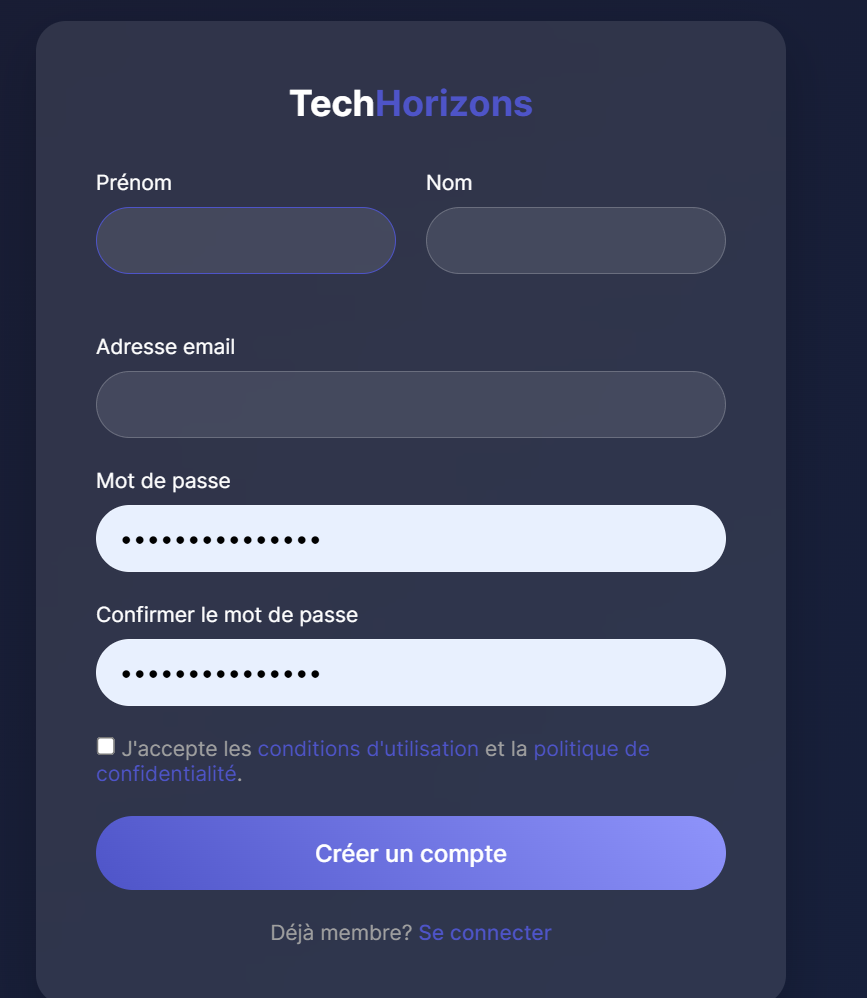 TechHorizons
Prénom
Nom
Adresse email
Mot de passe
•••••••••••••••
Confirmer le mot de passe
•••••••••••••••
J'accepte les conditions d'utilisation et la politique de
confidentialité.
Créer un compte
Déjà membre? Se connecter